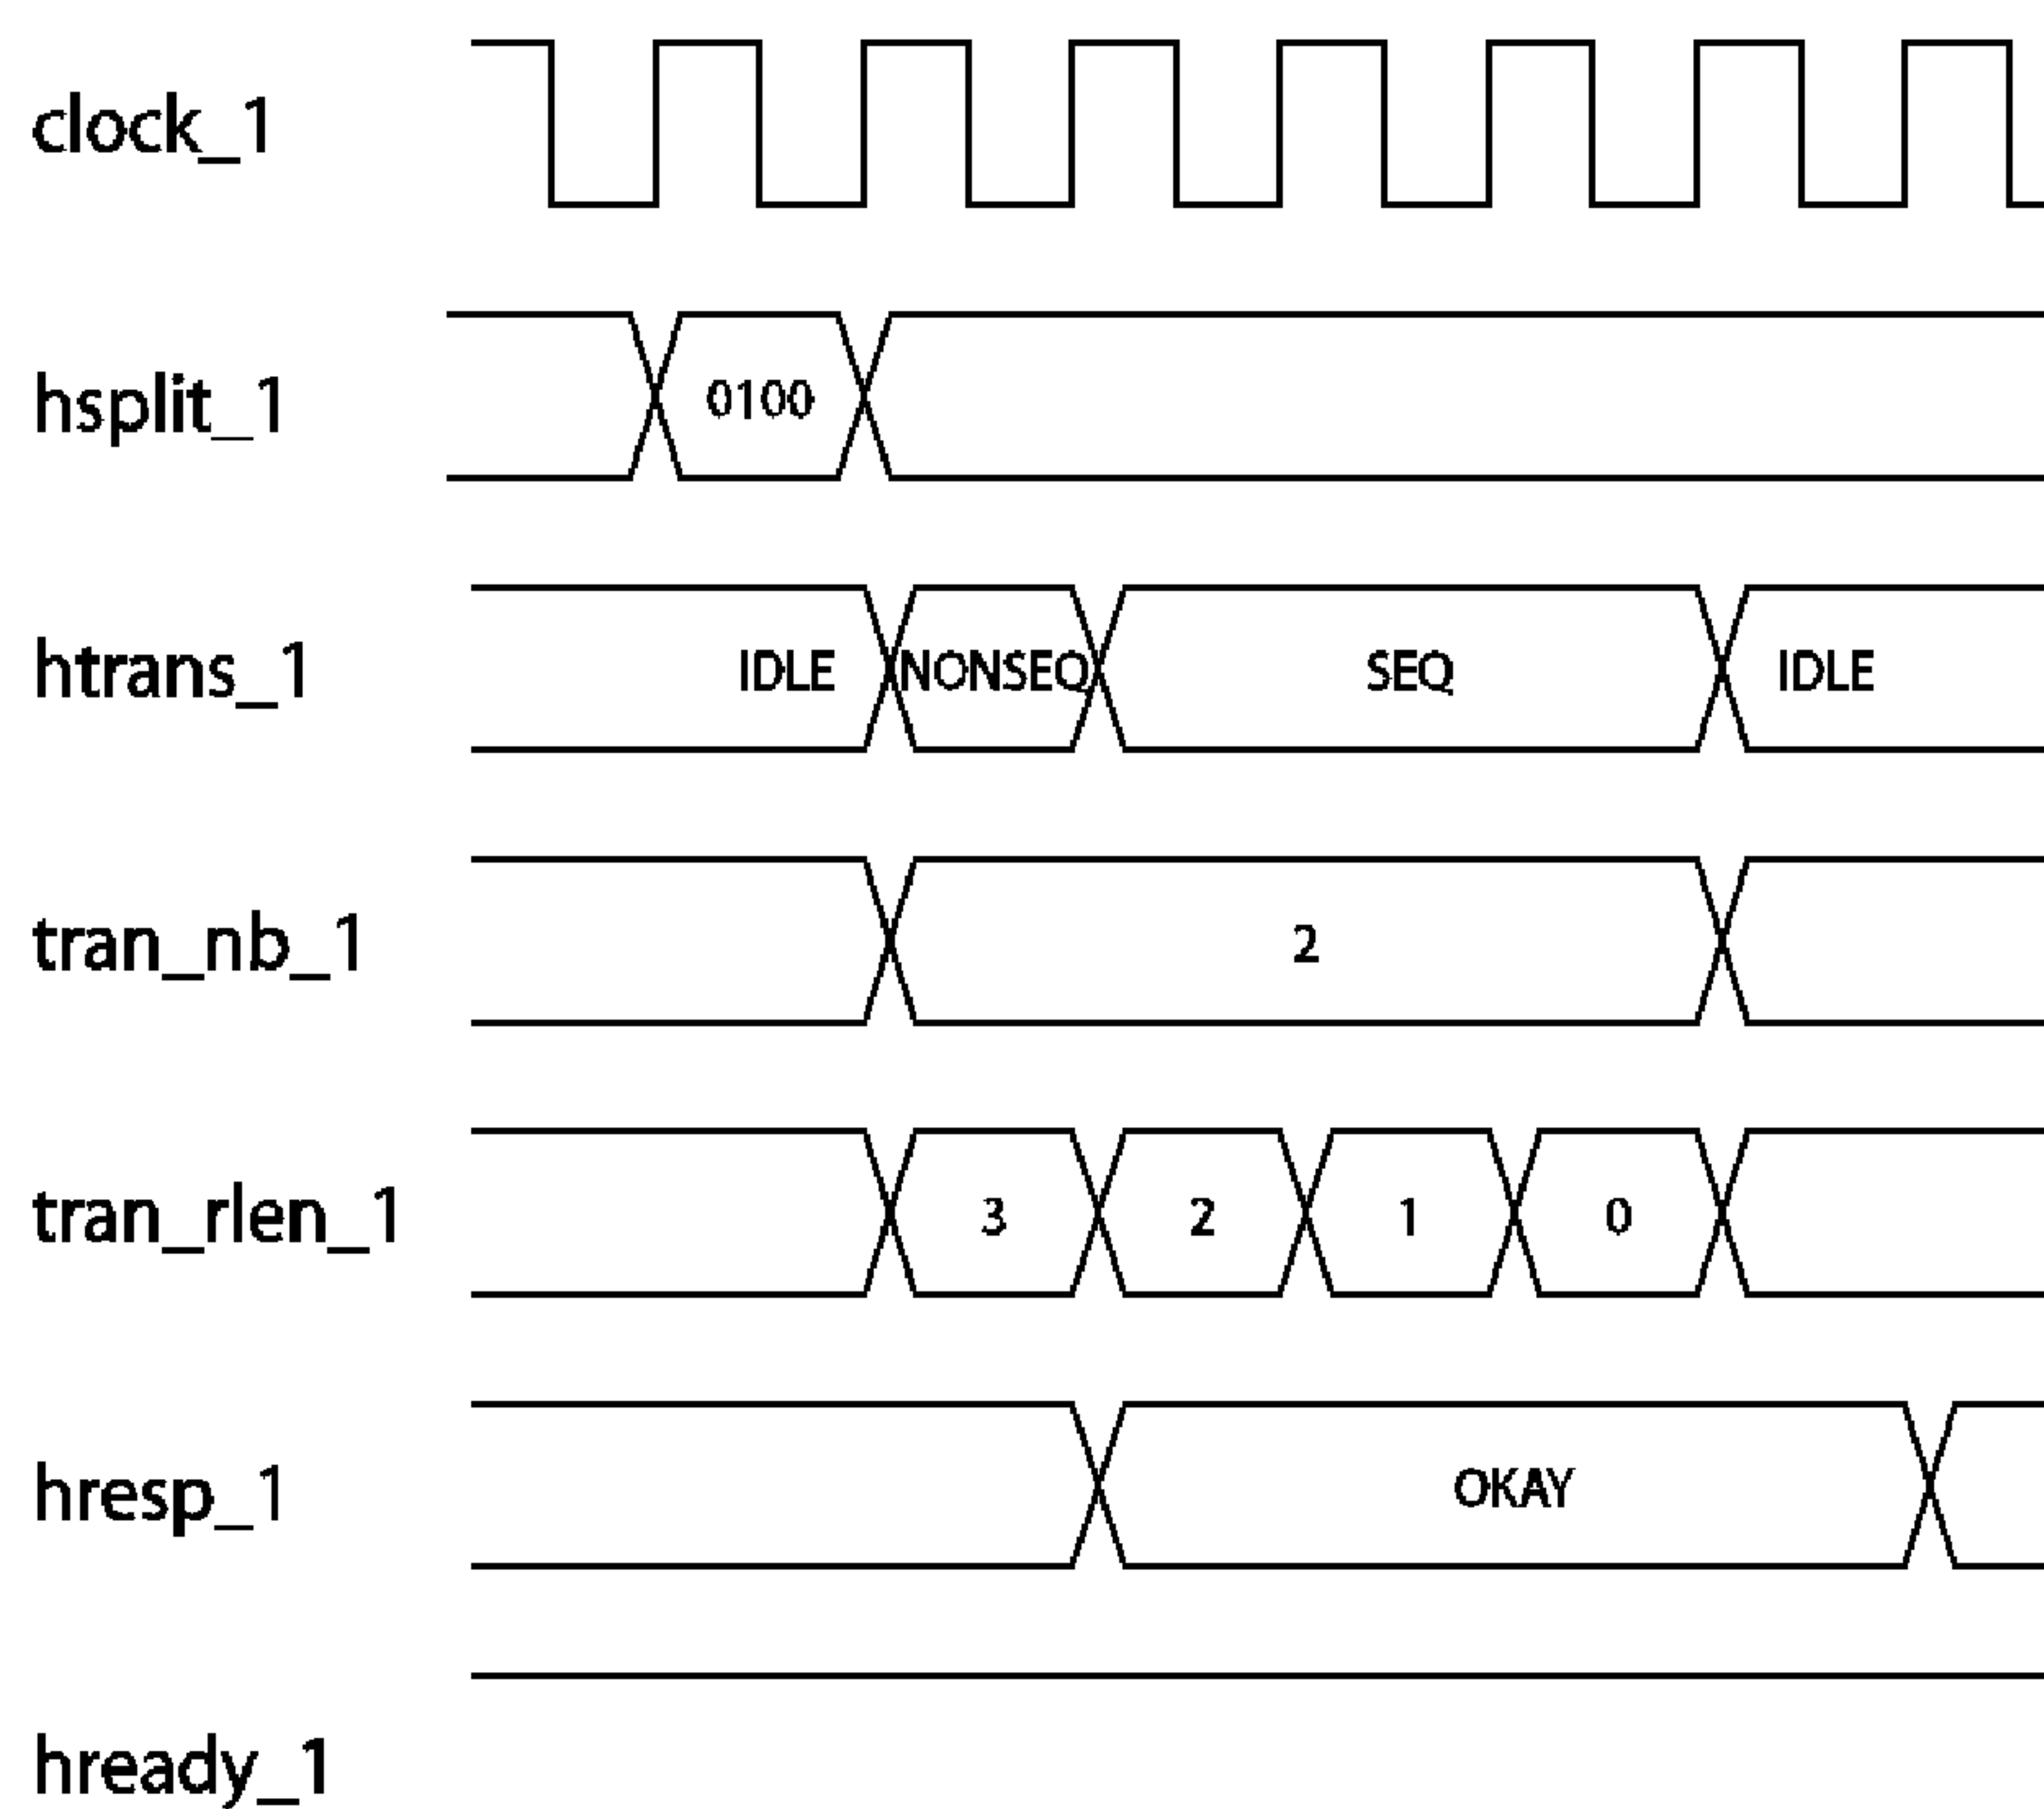 clock_1
hsplit_1 0100
htrans_1 IDLE NONSEQ SEQ IDLE
tran_nb_1 2
tran_rlen_1 3 2 1 0
hresp_1 OKAY
hready_1